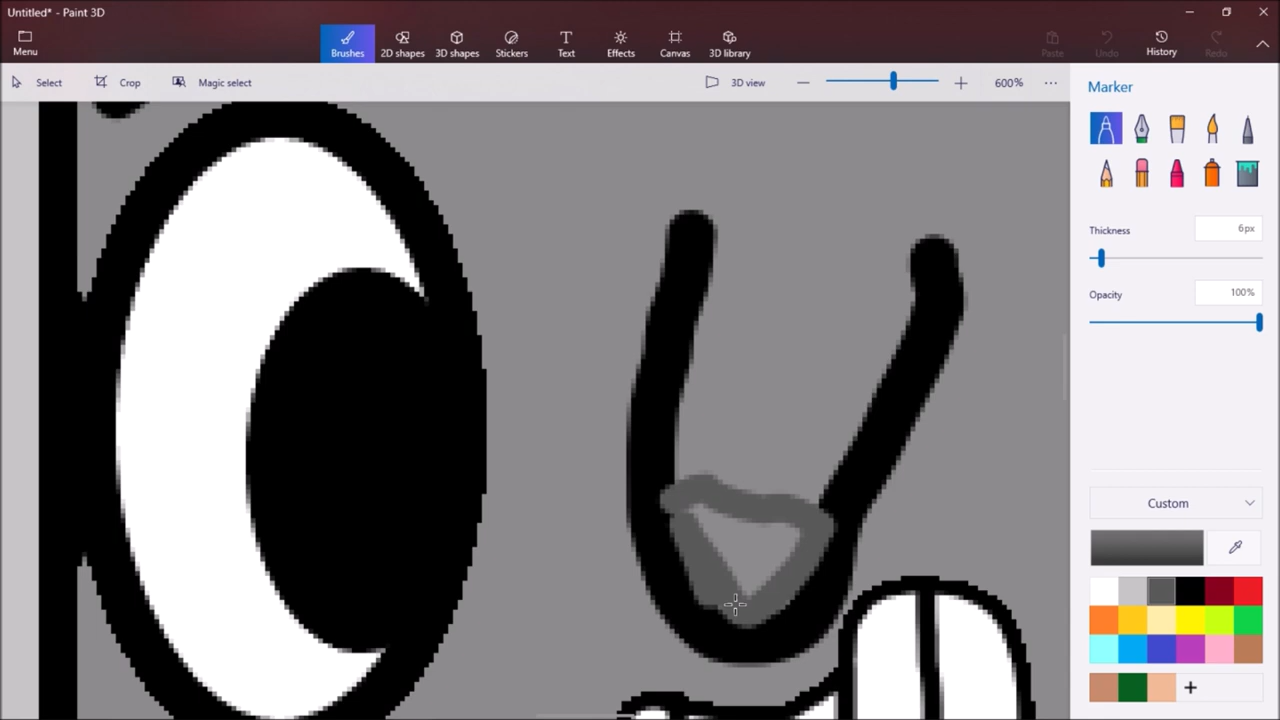 Untitled* - Paint 3D
Menu
Brushes
2D shapes
3D shapes
Stickers
Text
Effects
Canvas
3D library
Paste
Undo
History
Redo
Select
Crop
Magic select
3D view
600%
Marker
Thickness
6px
Opacity
100%
Custom